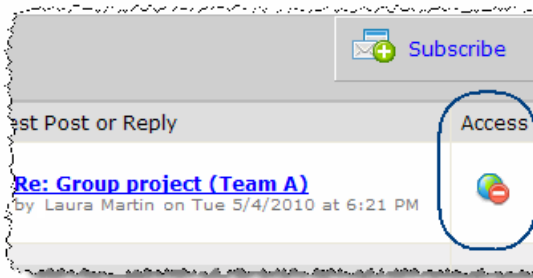 Subscribe
est Post or Reply Access
Re: Group project (Team A)
by Laura Martin on Tue 5/4/2010 at 6:21 PM